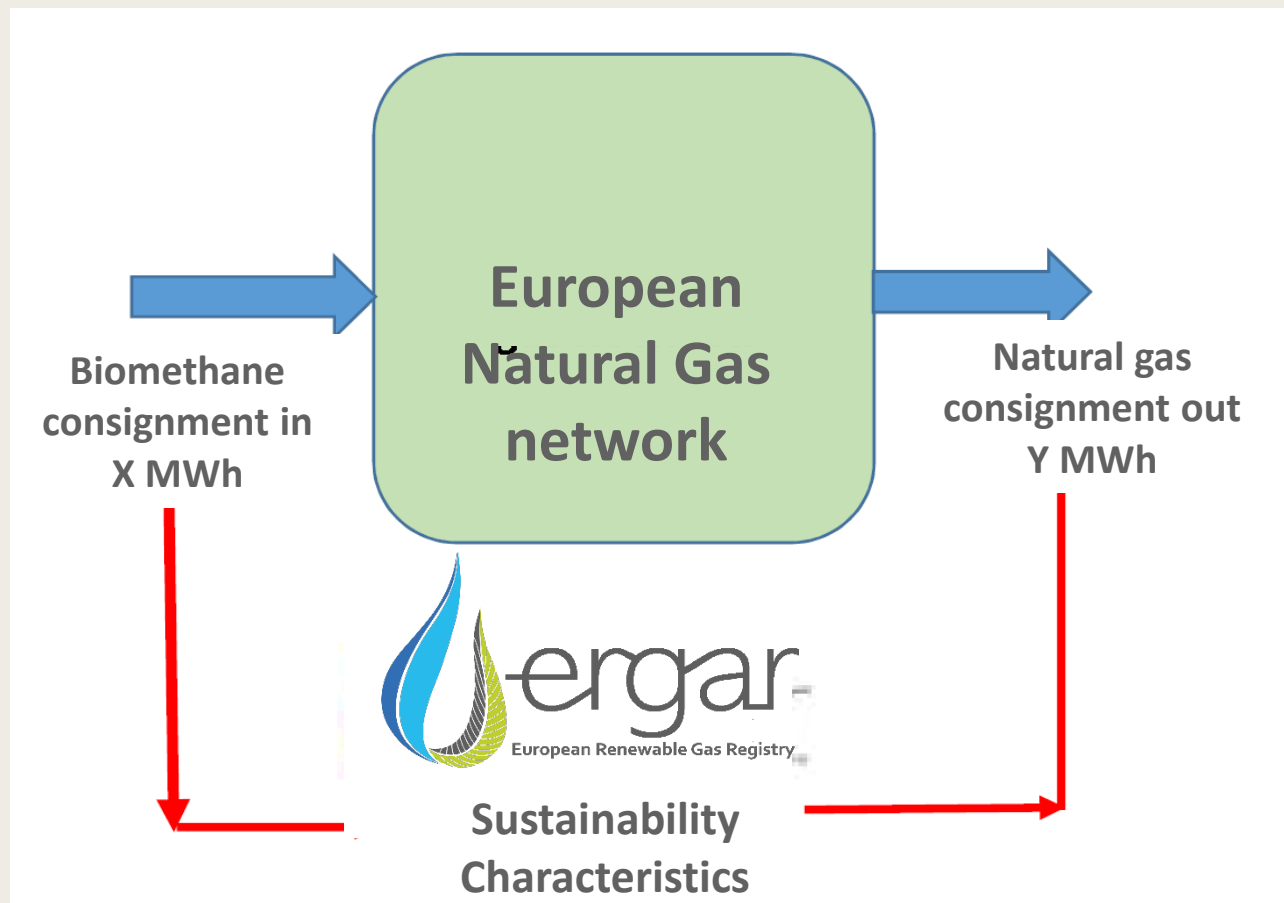 European
Natural Gas
network
Biomethane
consignment in
X MWh
Natural gas
consignment out
Y MWh
ergar
European Renewable Gas Registry
Sustainability
Characteristics